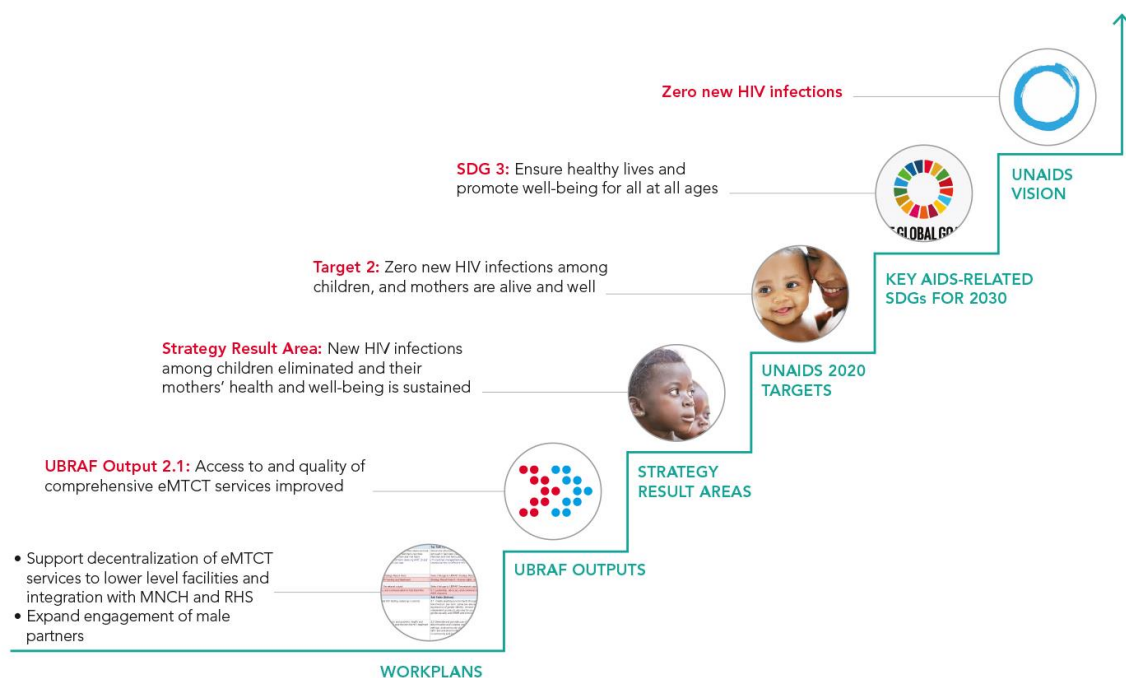 Zero new HIV infections
UNAIDS
VISION
SDG 3: Ensure healthy lives and
promote well-being for all at all ages
GLOBAL
KEY AIDS-RELATED
SDGs FOR 2030
Target 2: Zero new HIV infections among
children, and mothers are alive and well
UNAIDS 2020
TARGETS
Strategy Result Area: New HIV infections
among children eliminated and their
mothers’ health and well-being is sustained
STRATEGY
RESULT AREAS
UBRAF Output 2.1: Access to and quality of
comprehensive eMTCT services improved
UBRAF OUTPUTS
• Support decentralization of eMTCT
services to lower level facilities and
integration with MNCH and RHS
• Expand engagement of male
partners
WORKPLANS